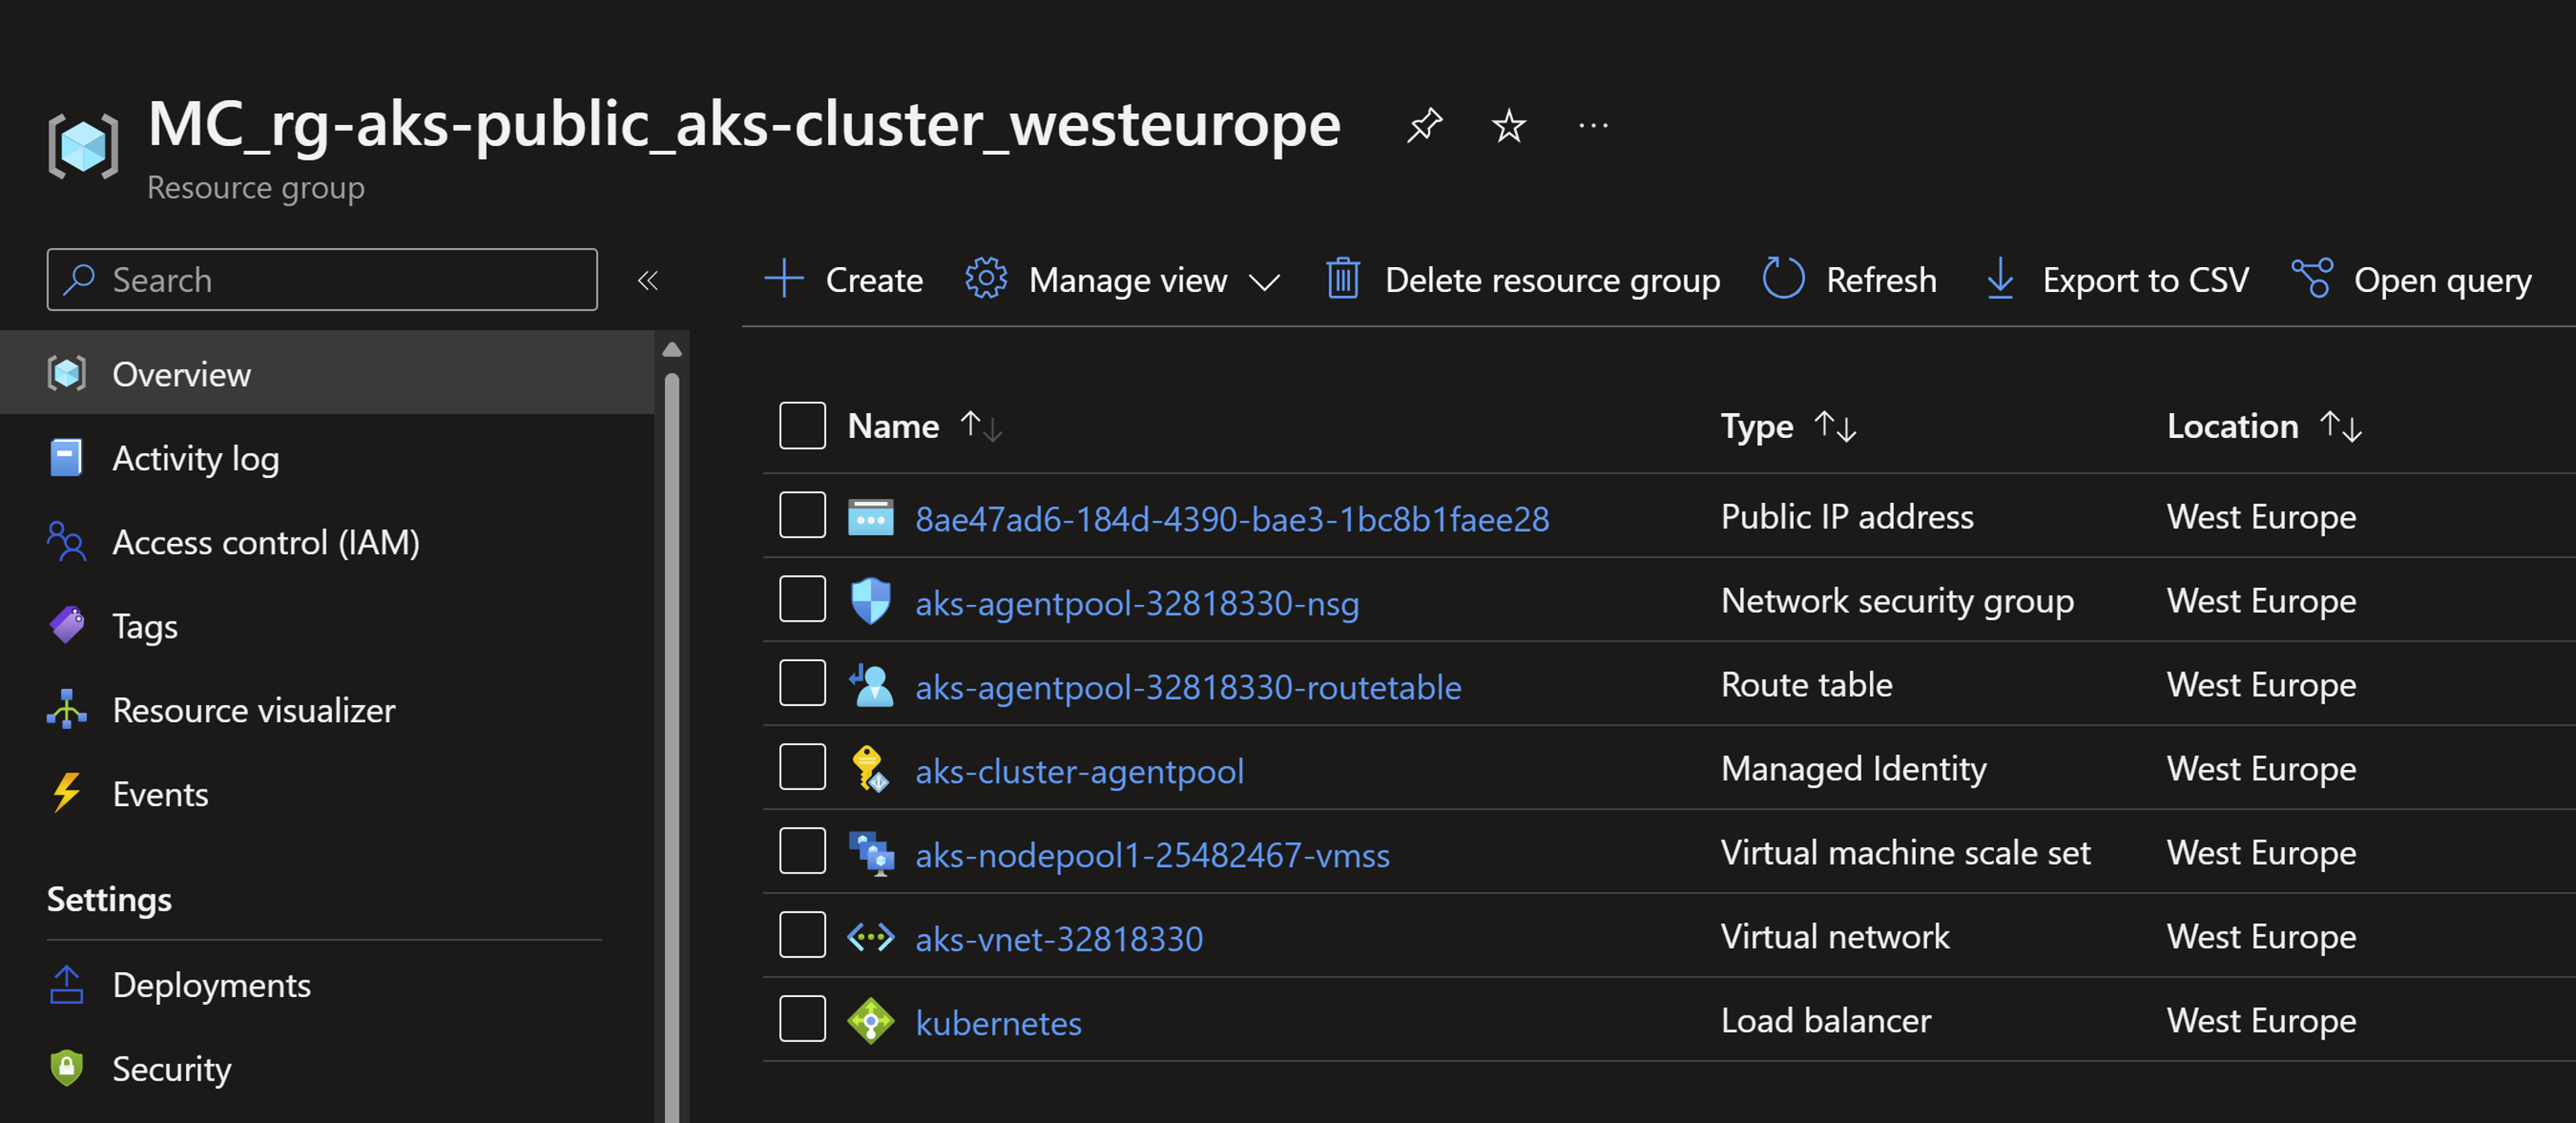 MC_rg-aks-public_aks-cluster_westeurope
Resource group
Search
Create Manage view Delete resource group Refresh Export to CSV Open query
Overview
Activity log
Access control (IAM)
Tags
Resource visualizer
Events
Settings
Deployments
Security
Name Type Location
8ae47ad6-184d-4390-bae3-1bc8b1faee28 Public IP address West Europe
aks-agentpool-32818330-nsg Network security group West Europe
aks-agentpool-32818330-routetable Route table West Europe
aks-cluster-agentpool Managed Identity West Europe
aks-nodepool1-25482467-vmss Virtual machine scale set West Europe
aks-vnet-32818330 Virtual network West Europe
kubernetes Load balancer West Europe